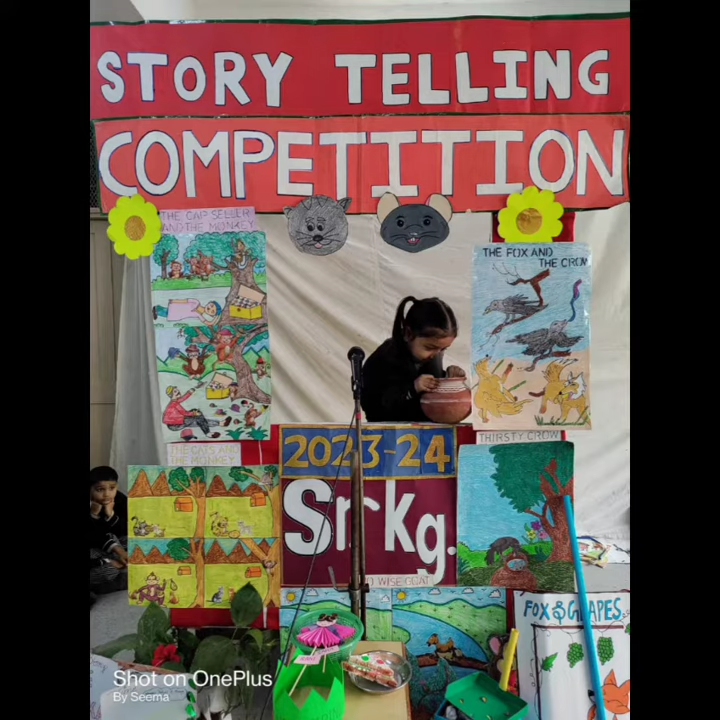 STORY TELLING
COMPETITION
THE CAP SELLER
AND THE MONKEY
THE FOX AND
THE CROW
2023-24
THIRSTY CROW
THE CATS AND
THE MONKEY
Sr kg.
WISE GOAT
FOX & GRAPES
Shot on OnePlus
By Seema